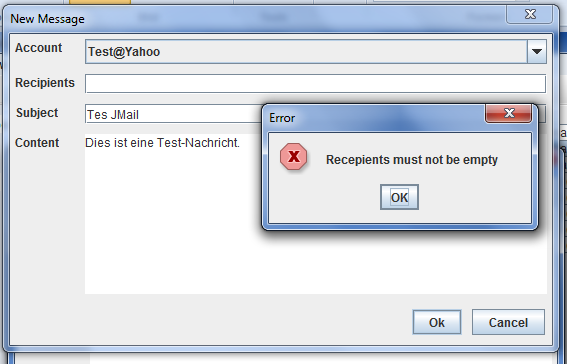 New Message
Account
Test@Yahoo
Recipients
Subject
Tes JMail
Content
Dies ist eine Test-Nachricht.
Error
Recepients must not be empty
OK
Ok
Cancel